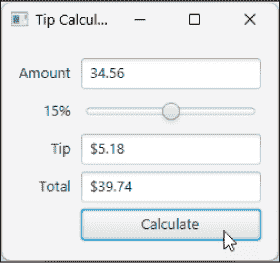 Tip Calcul...
Amount 34.56
15%
Tip $5.18
Total $39.74
Calculate